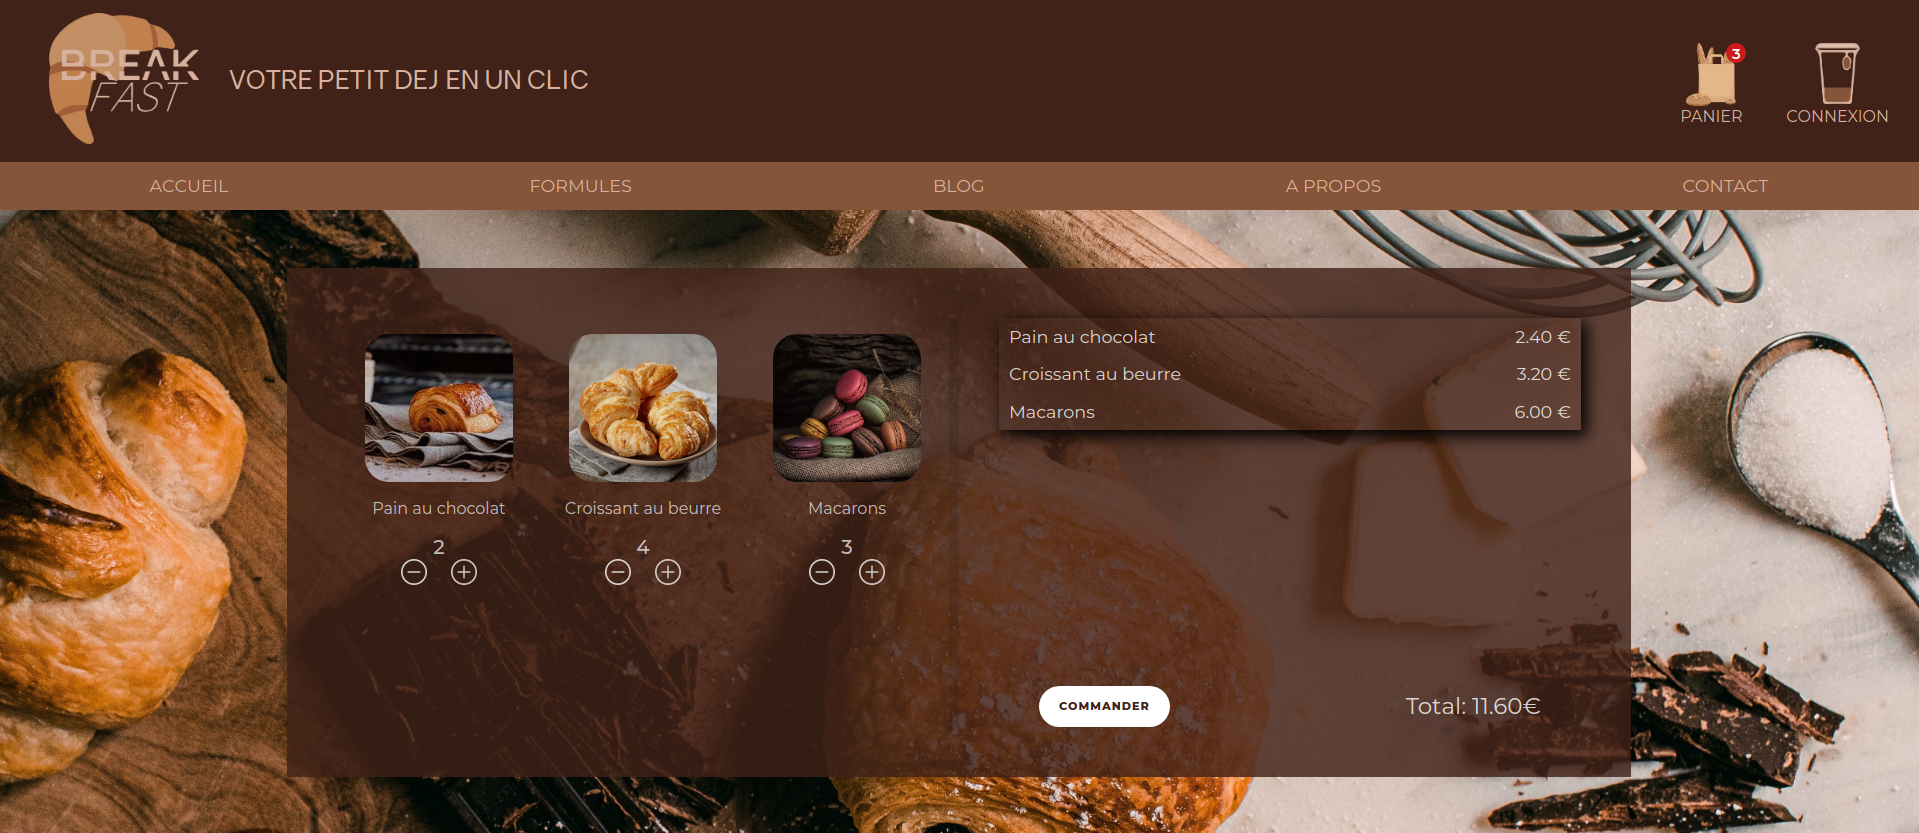 BREAK
FAST
VOTRE PETIT DEJ EN UN CLIC
3
PANIER
CONNEXION
ACCUEIL
FORMULES
BLOG
A PROPOS
CONTACT
Pain au chocolat
2
Croissant au beurre
4
Macarons
3
Pain au chocolat 2.40 €
Croissant au beurre 3.20 €
Macarons 6.00 €
COMMANDER
Total: 11.60€